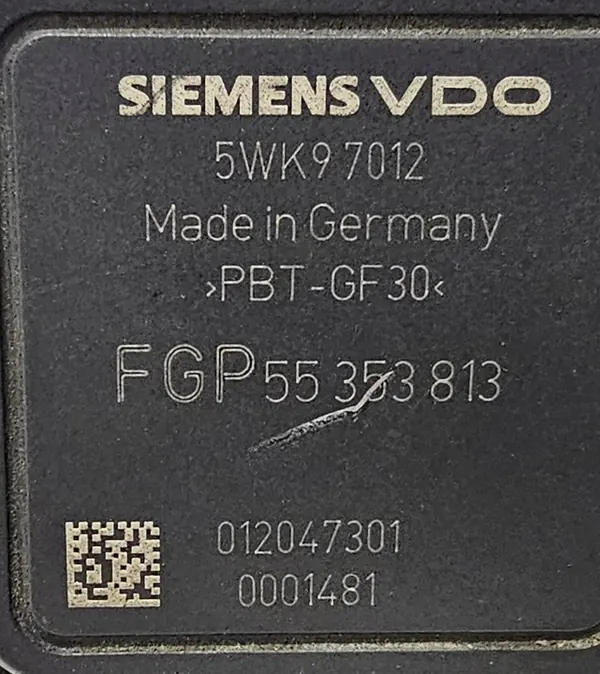 SIEMENS VDO
5WK9 7012
Made in Germany
>PBT-GF30<
FGP 55 353 813
012047301
0001481